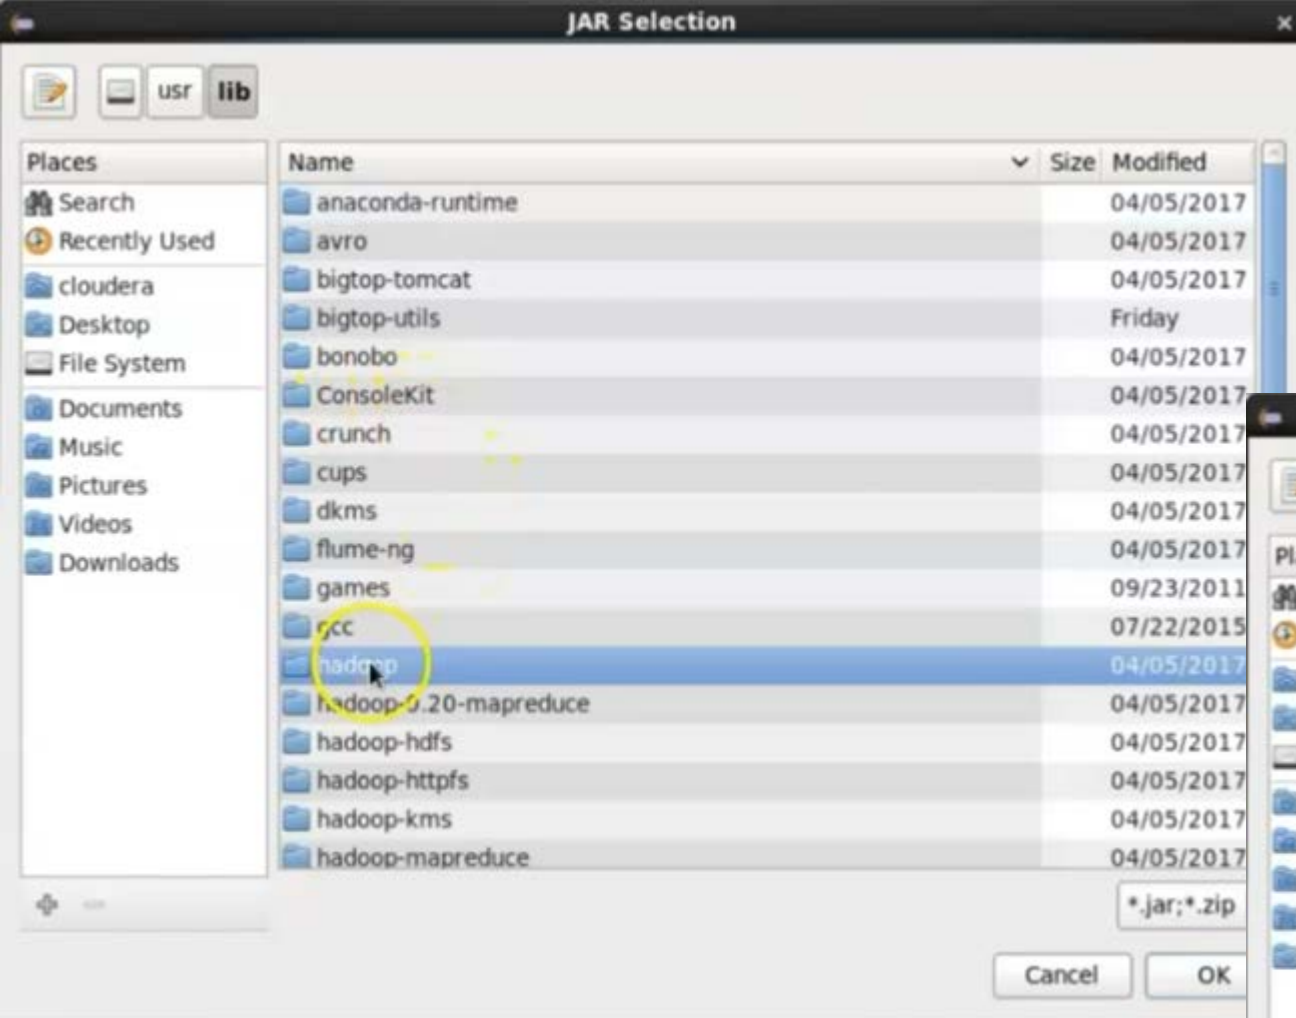 JAR Selection
usr lib
Places
Search
Recently Used
cloudera
Desktop
File System
Documents
Music
Pictures
Videos
Downloads
Name Size Modified
anaconda-runtime 04/05/2017
avro 04/05/2017
bigtop-tomcat 04/05/2017
bigtop-utils Friday
bonobo 04/05/2017
ConsoleKit 04/05/2017
crunch 04/05/2017
cups 04/05/2017
dkms 04/05/2017
flume-ng 04/05/2017
games 09/23/2011
gcc 07/22/2015
hadoop 04/05/2017
hadoop-0.20-mapreduce 04/05/2017
hadoop-hdfs 04/05/2017
hadoop-httpfs 04/05/2017
hadoop-kms 04/05/2017
hadoop-mapreduce 04/05/2017
*.jar;*.zip
Cancel OK
Pl